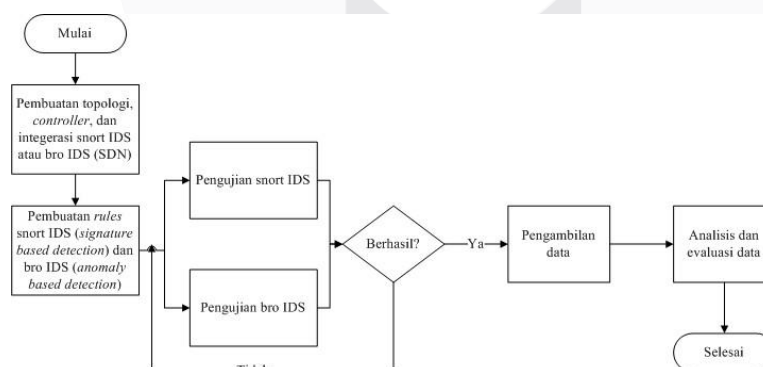 Mulai
Pembuatan topologi,
controller, dan
integerasi snort IDS
atau bro IDS (SDN)
Pembuatan rules
snort IDS (signature
based detection) dan
bro IDS (anomaly
based detection)
Pengujian snort IDS
Pengujian bro IDS
Berhasil?
Ya
Pengambilan
data
Analisis dan
evaluasi data
Selesai